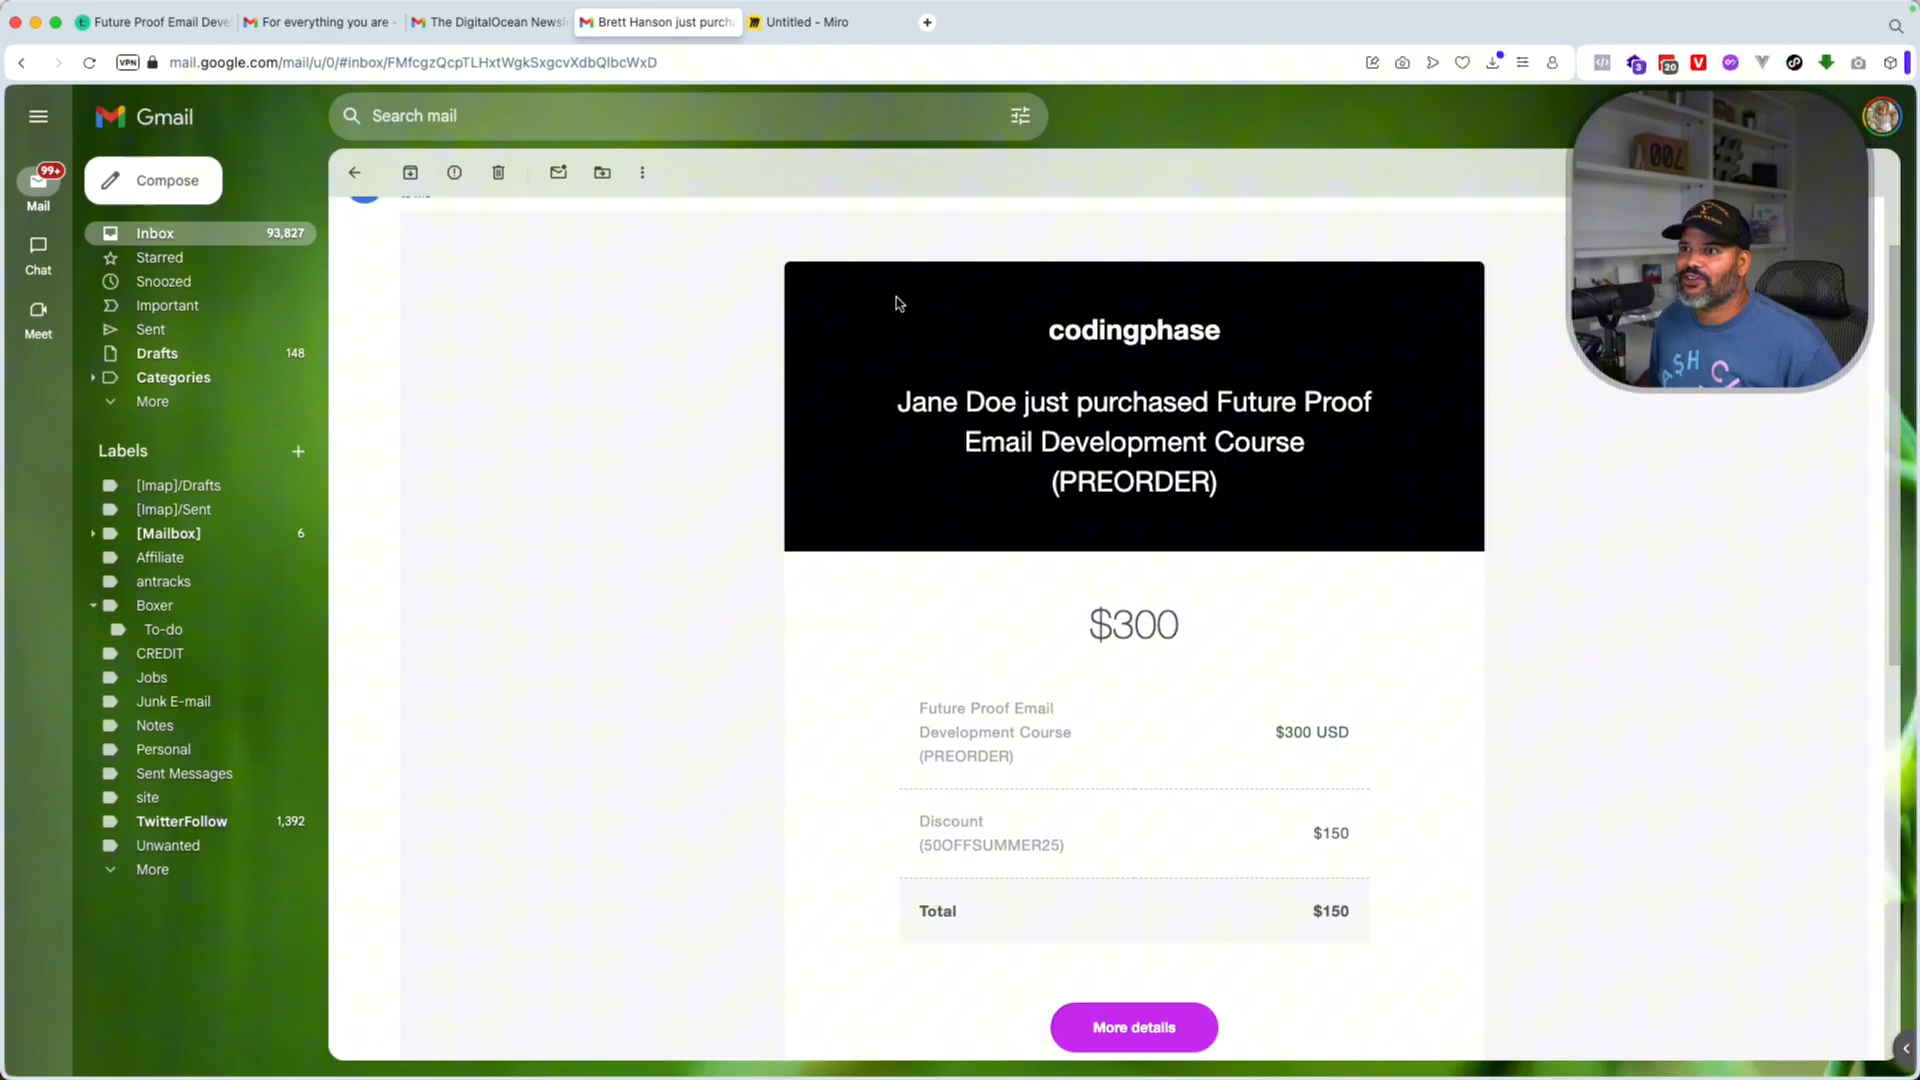 Future Proof Email Deve
For everything you are -
The DigitalOcean Newsl
Brett Hanson just purch
Untitled - Miro
VPN
mail.google.com/mail/u/0/#inbox/FMfcgzQcpTLHxtWgkSxgcvXdbQlbcWxD
3
20
Gmail
Search mail
99+
Mail
Chat
Meet
Compose
Inbox 93,827
Starred
Snoozed
Important
Sent
Drafts 148
Categories
More
Labels
[Imap]/Drafts
[Imap]/Sent
[Mailbox] 6
Affiliate
antracks
Boxer
To-do
CREDIT
Jobs
Junk E-mail
Notes
Personal
Sent Messages
site
TwitterFollow 1,392
Unwanted
More
codingphase
Jane Doe just purchased Future Proof
Email Development Course
(PREORDER)
$300
Future Proof Email
Development Course
(PREORDER)
$300 USD
Discount
(50OFFSUMMER25)
$150
Total $150
More details